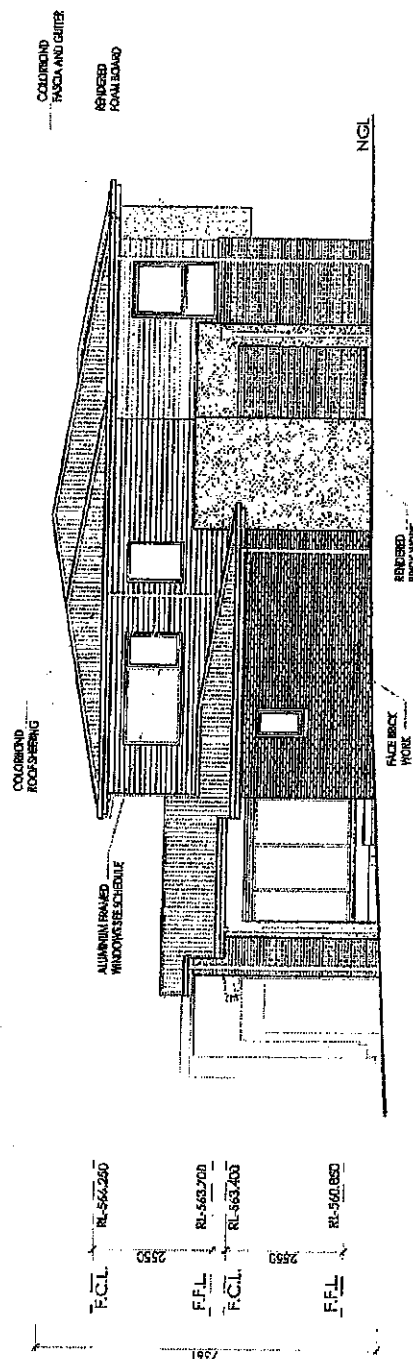 COLORBOND
FASCIA AND GUTTER
RENDERED
FOAM BOARD
COLORBOND
ROOF SHEETING
ALUMINIUM FRAMED
WINDOWS SEE SCHEDULE
NGL
RENDERED
FACE BRICK
WORK
F.C.L. RL-566.250
2550
F.F.L. RL-563.700
F.C.L. RL-563.400
2550
F.F.L. RL-560.850
7361